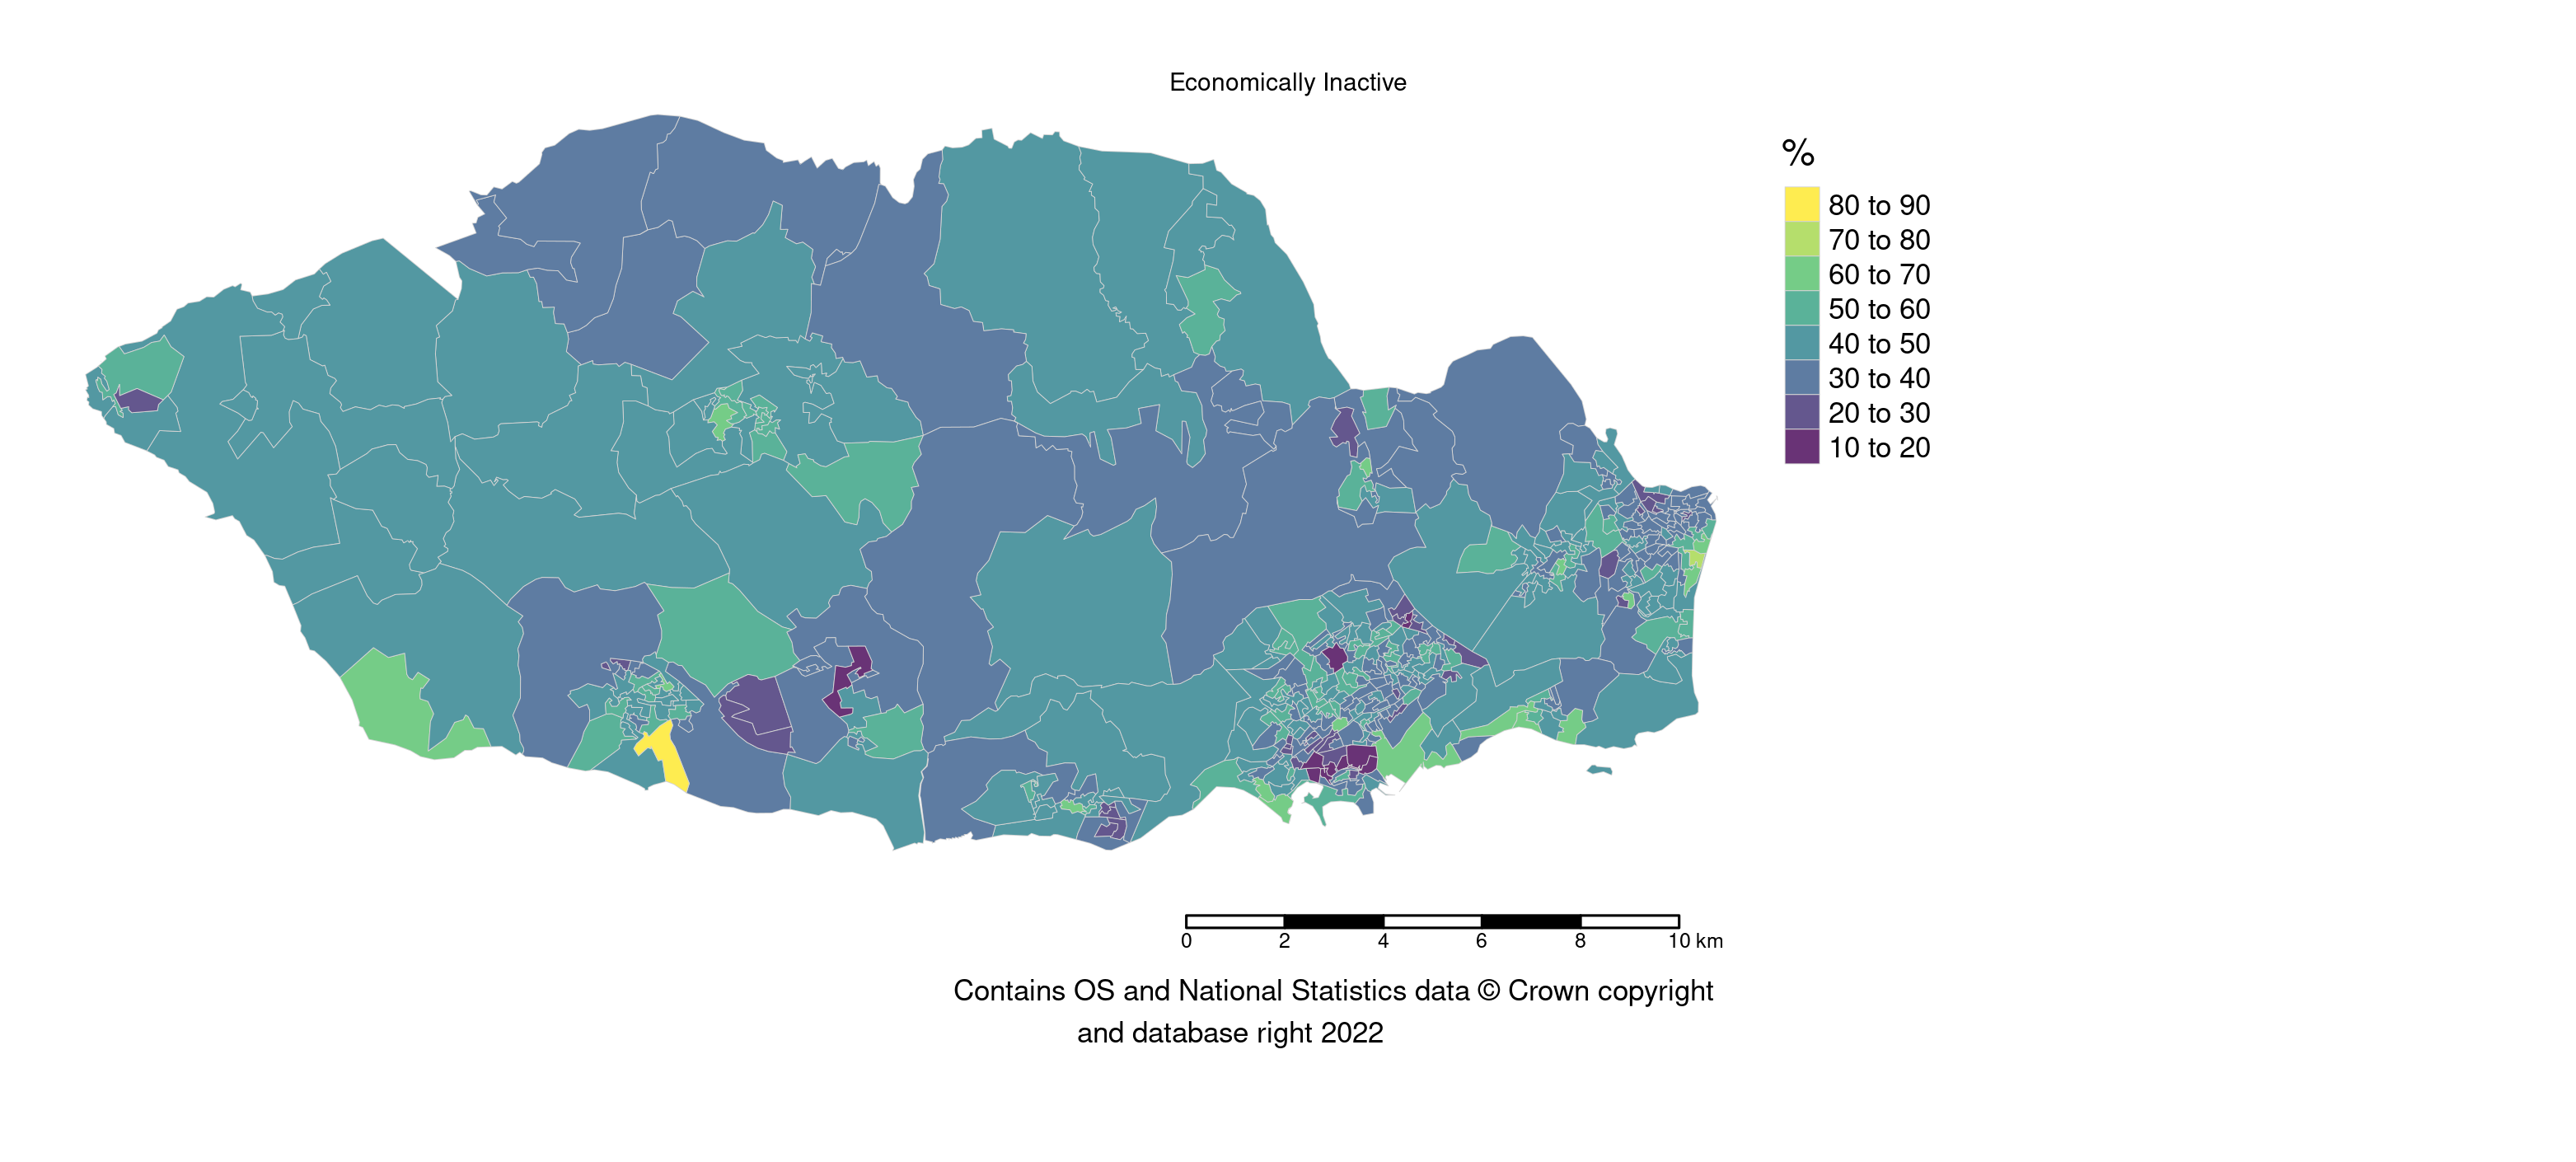 Economically Inactive
%
80 to 90
70 to 80
60 to 70
50 to 60
40 to 50
30 to 40
20 to 30
10 to 20
0 2 4 6 8 10 km
Contains OS and National Statistics data © Crown copyright
and database right 2022